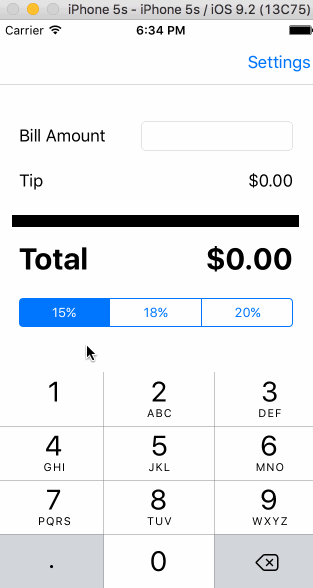 iPhone 5s - iPhone 5s / iOS 9.2 (13C75)
Carrier 6:34 PM
Settings
Bill Amount
Tip $0.00
Total $0.00
15% 18% 20%
1 2 3
ABC DEF
4 5 6
GHI JKL MNO
7 8 9
PQRS TUV WXYZ
. 0